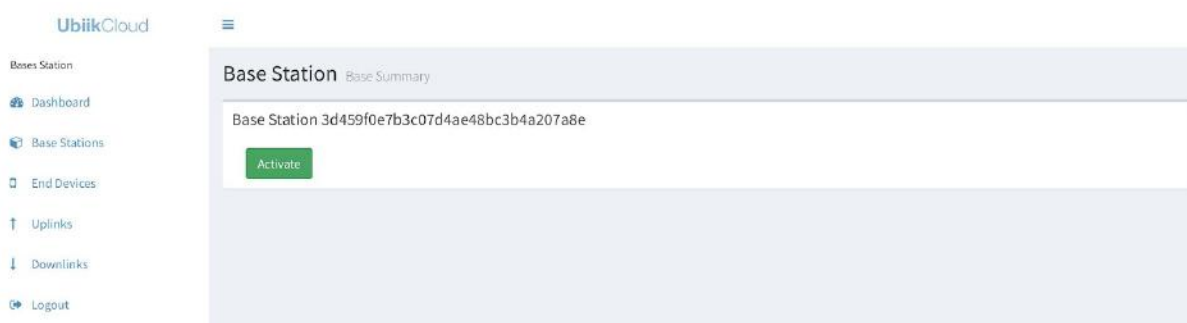 UbiikCloud
Bases Station
Dashboard
Base Stations
End Devices
Uplinks
Downlinks
Logout
Base Station Base Summary
Base Station 3d459f0e7b3c07d4ae48bc3b4a207a8e
Activate